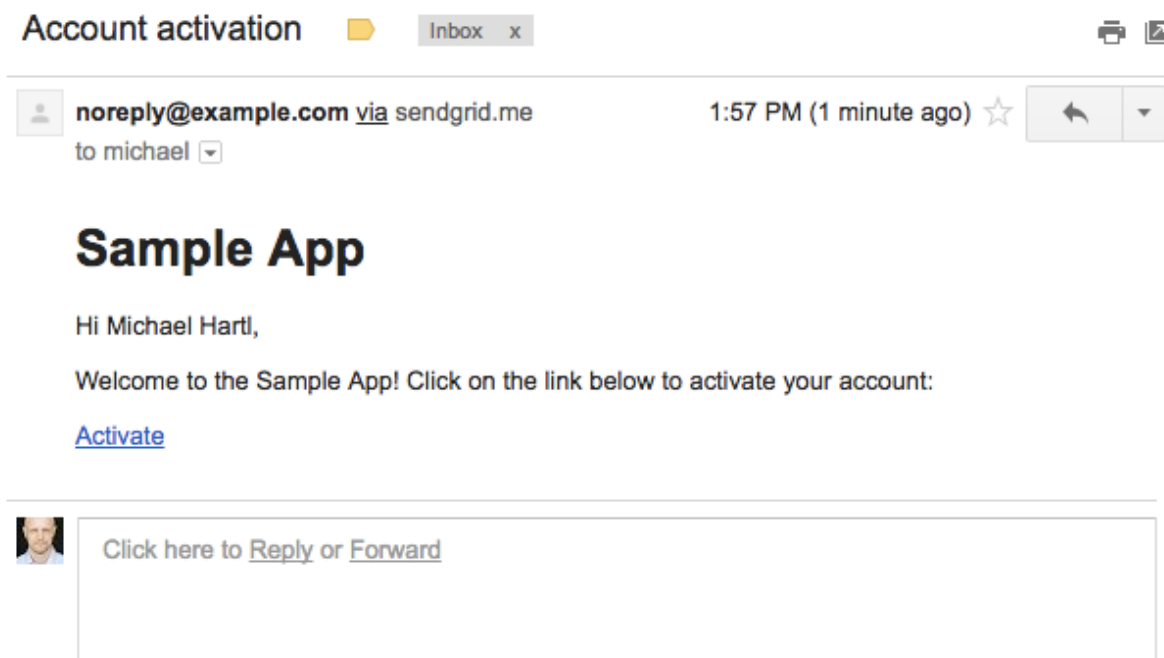 Account activation Inbox x
noreply@example.com via sendgrid.me 1:57 PM (1 minute ago)
to michael
Sample App
Hi Michael Hartl,
Welcome to the Sample App! Click on the link below to activate your account:
Activate
Click here to Reply or Forward